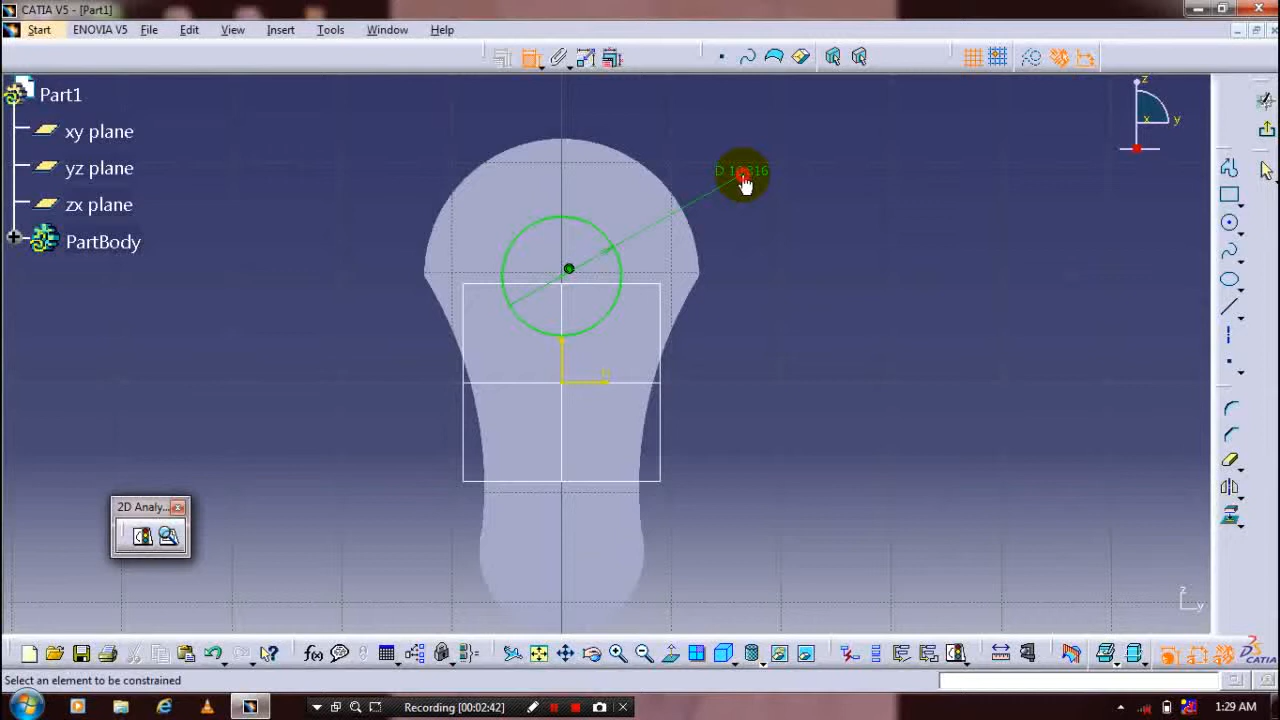 CATIA V5 - [Part1]
Start ENOVIA V5 File Edit View Insert Tools Window Help
Part1
xy plane
yz plane
zx plane
PartBody
z
x y
2D Analy...
z
y
f(x)
CATIA
Select an element to be constrained
Recording [00:02:42]
1:29 AM